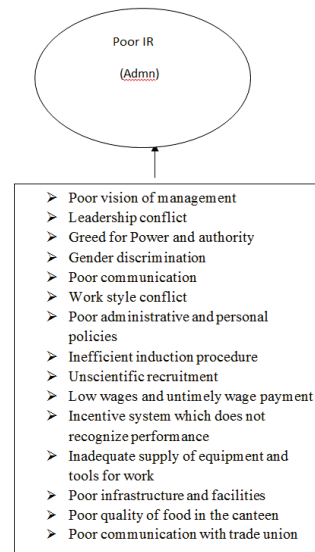 Poor IR
(Admn)
➢ Poor vision of management
➢ Leadership conflict
➢ Greed for Power and authority
➢ Gender discrimination
➢ Poor communication
➢ Work style conflict
➢ Poor administrative and personal
policies
➢ Inefficient induction procedure
➢ Unscientific recruitment
➢ Low wages and untimely wage payment
➢ Incentive system which does not
recognize performance
➢ Inadequate supply of equipment and
tools for work
➢ Poor infrastructure and facilities
➢ Poor quality of food in the canteen
➢ Poor communication with trade union